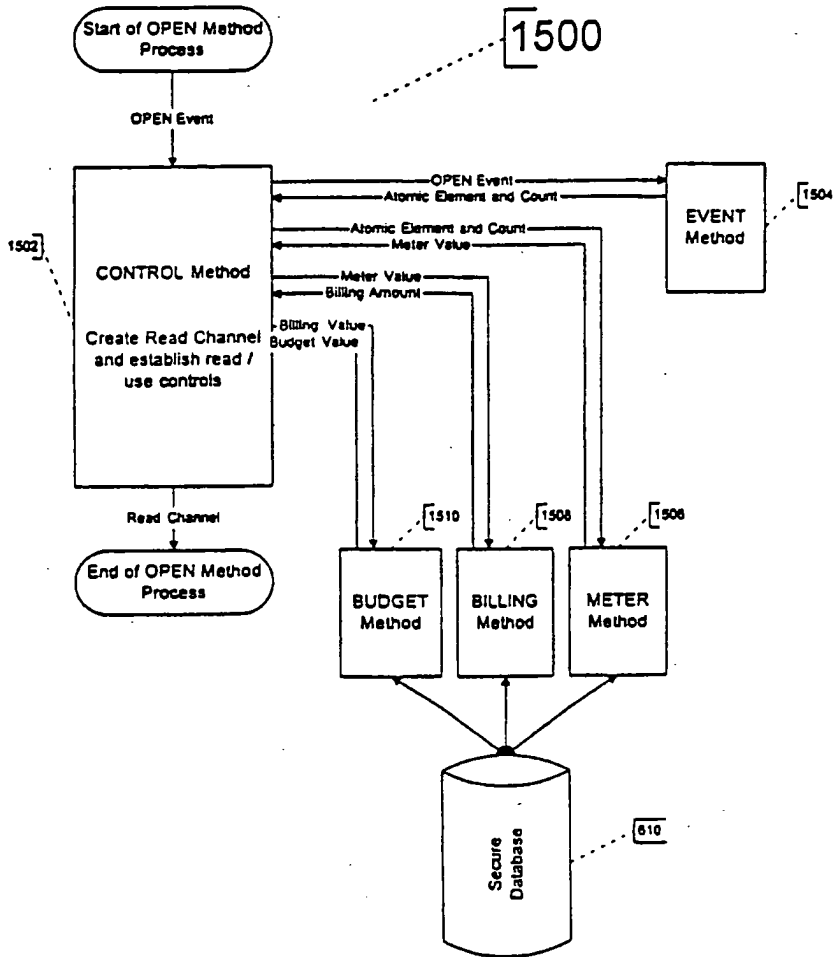 Start of OPEN Method
Process
1500
OPEN Event
OPEN Event
Atomic Element and Count
EVENT
Method
1504
1502
Atomic Element and Count
Meter Value
CONTROL Method
Meter Value
Billing Amount
Create Read Channel
and establish read /
use controls
Billing Value
Budget Value
Read Channel
1510
1508
1506
End of OPEN Method
Process
BUDGET
Method
BILLING
Method
METER
Method
Secure
Database
610